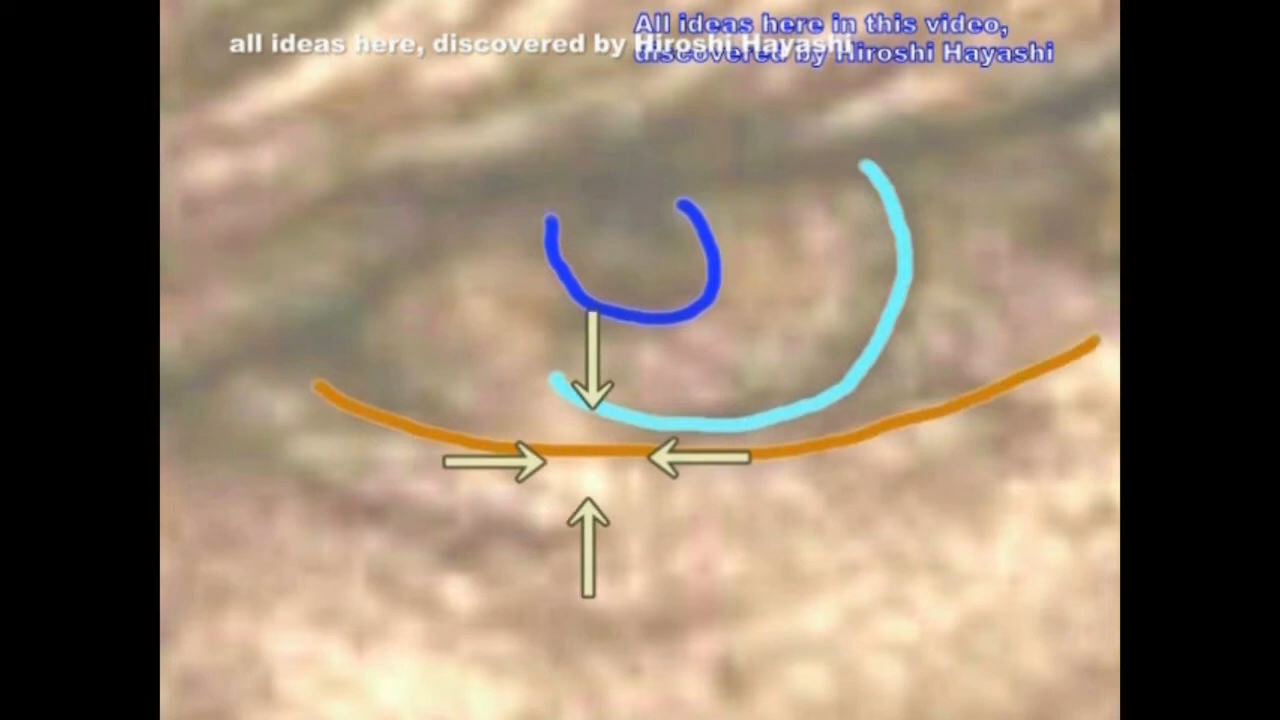 All ideas here in this video,
all ideas here, discovered by Hiroshi Hayashi
discovered by Hiroshi Hayashi